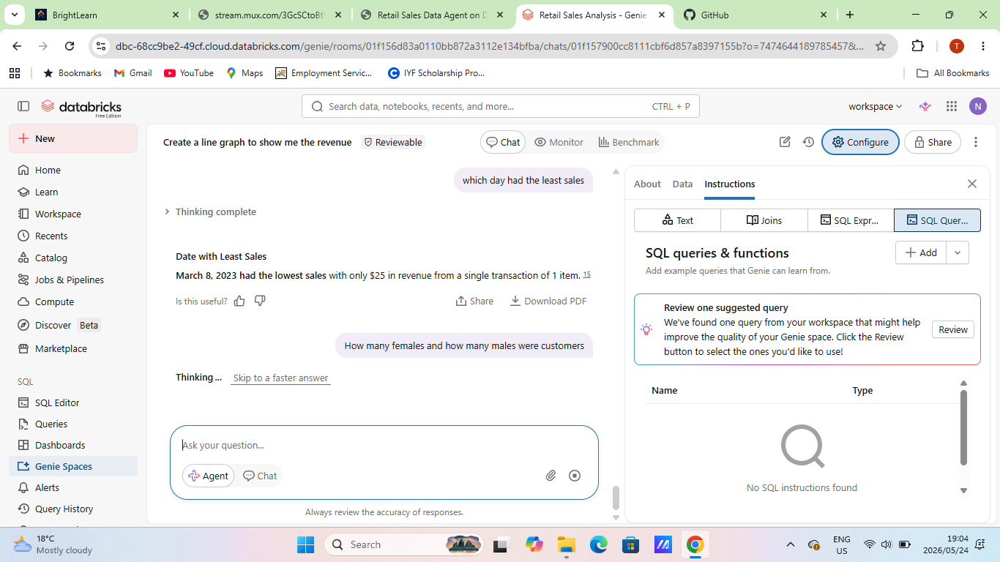 BrightLearn
stream.mux.com/3GcSCtoBt
Retail Sales Data Agent on D
Retail Sales Analysis - Genie
GitHub
dbc-68cc9be2-49cf.cloud.databricks.com/genie/rooms/01f156d83a0110bb872a3112e134bfba/chats/01f157900cc8111cbf6d857a8397155b?o=7474644189785457&...
T
Bookmarks
Gmail
YouTube
Maps
Employment Servic...
IYF Scholarship Pro...
All Bookmarks
databricks
Free Edition
Search data, notebooks, recents, and more...
CTRL + P
workspace
N
New
Home
Learn
Workspace
Recents
Catalog
Jobs & Pipelines
Compute
Discover Beta
Marketplace
SQL
SQL Editor
Queries
Dashboards
Genie Spaces
Alerts
Query History
Create a line graph to show me the revenue
Reviewable
Chat
Monitor
Benchmark
Configure
Share
which day had the least sales
Thinking complete
Date with Least Sales
March 8, 2023 had the lowest sales with only $25 in revenue from a single transaction of 1 item. 15
Is this useful?
Share
Download PDF
How many females and how many males were customers
Thinking ...
Skip to a faster answer
Ask your question...
Agent
Chat
Always review the accuracy of responses.
About
Data
Instructions
Text
Joins
SQL Expr...
SQL Quer...
SQL queries & functions
Add
Add example queries that Genie can learn from.
Review one suggested query
We've found one query from your workspace that might help
improve the quality of your Genie space. Click the Review
button to select the ones you'd like to use!
Review
Name
Type
No SQL instructions found
18°C
Mostly cloudy
Search
ENG
US
19:04
2026/05/24